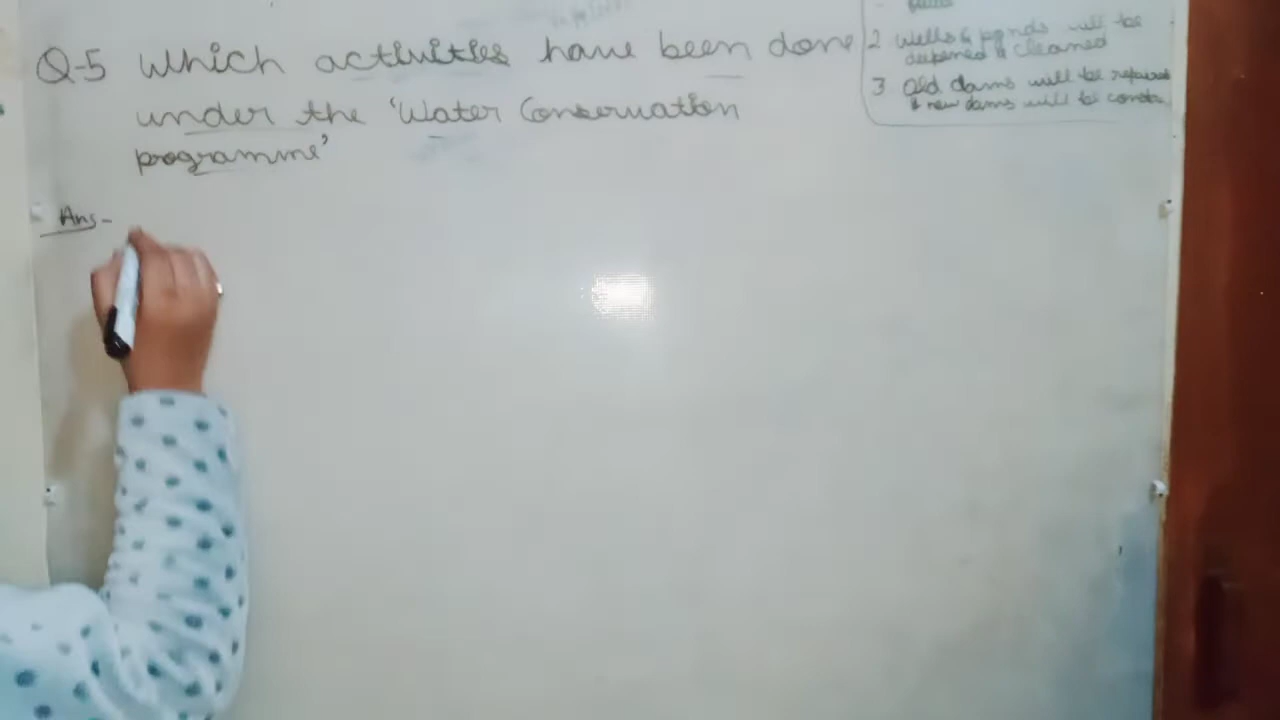 Q-5 Which activities have been done
under the 'Water Conservation
programme'
Ans-
2 wells & ponds will be
deepened & cleaned
3 Old dams will be repaired
& new dams will be